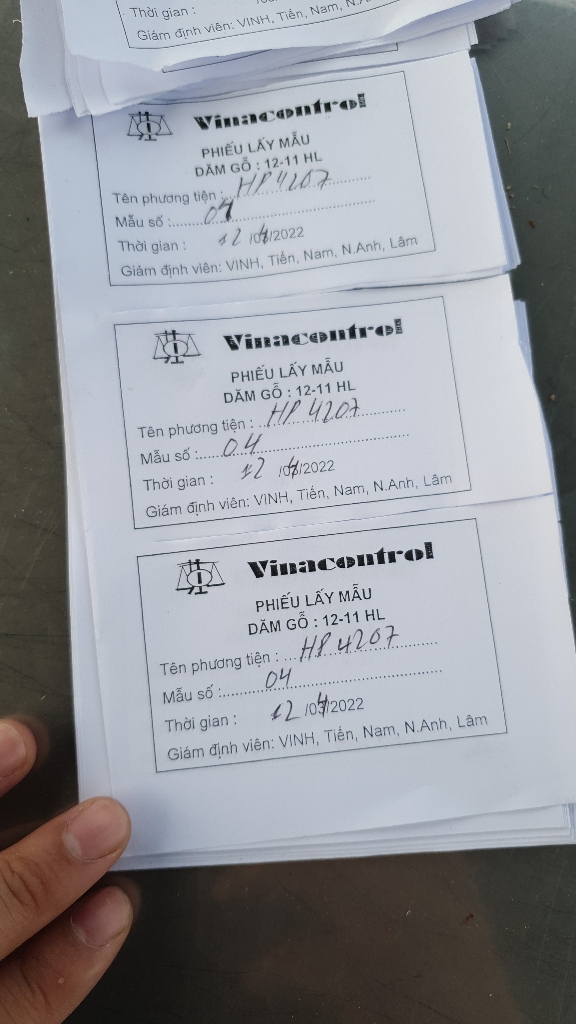 Thời gian :
Giám định viên: VINH, Tiến, Nam, N.A
Vinacontrol
PHIẾU LẤY MẪU
DĂM GỖ : 12-11 HL
Tên phương tiện : HP 4207
Mẫu số : 04
Thời gian : 12 /04/2022
Giám định viên: VINH, Tiến, Nam, N.Anh, Lâm
Vinacontrol
PHIẾU LẤY MẪU
DĂM GỖ : 12-11 HL
Tên phương tiện : HP 4207
Mẫu số : 04
Thời gian : 12 /04/2022
Giám định viên: VINH, Tiến, Nam, N.Anh, Lâm
Vinacontrol
PHIẾU LẤY MẪU
DĂM GỖ : 12-11 HL
Tên phương tiện : HP 4207
Mẫu số : 04
Thời gian : 12 /04/2022
Giám định viên: VINH, Tiến, Nam, N.Anh, Lâm